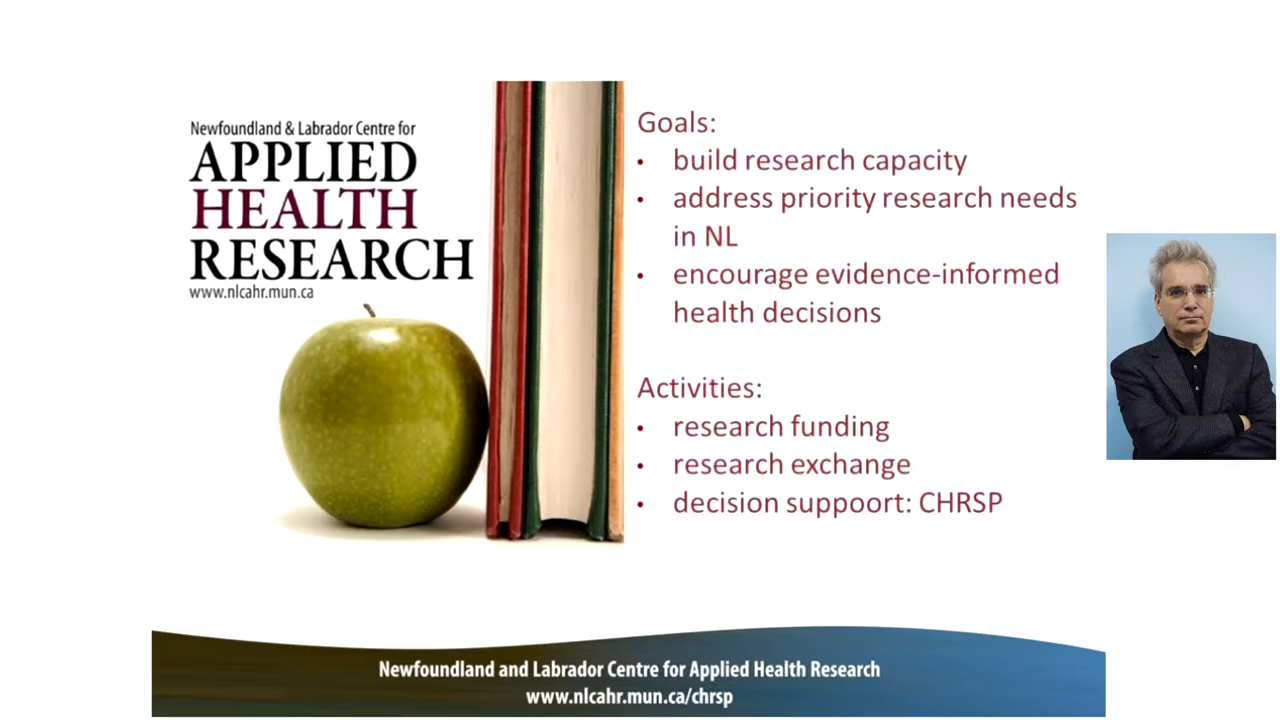 Newfoundland & Labrador Centre for
APPLIED
HEALTH
RESEARCH
www.nlcahr.mun.ca
Goals:
• build research capacity
• address priority research needs
in NL
• encourage evidence-informed
health decisions
Activities:
• research funding
• research exchange
• decision suppoort: CHRSP
Newfoundland and Labrador Centre for Applied Health Research
www.nlcahr.mun.ca/chrsp